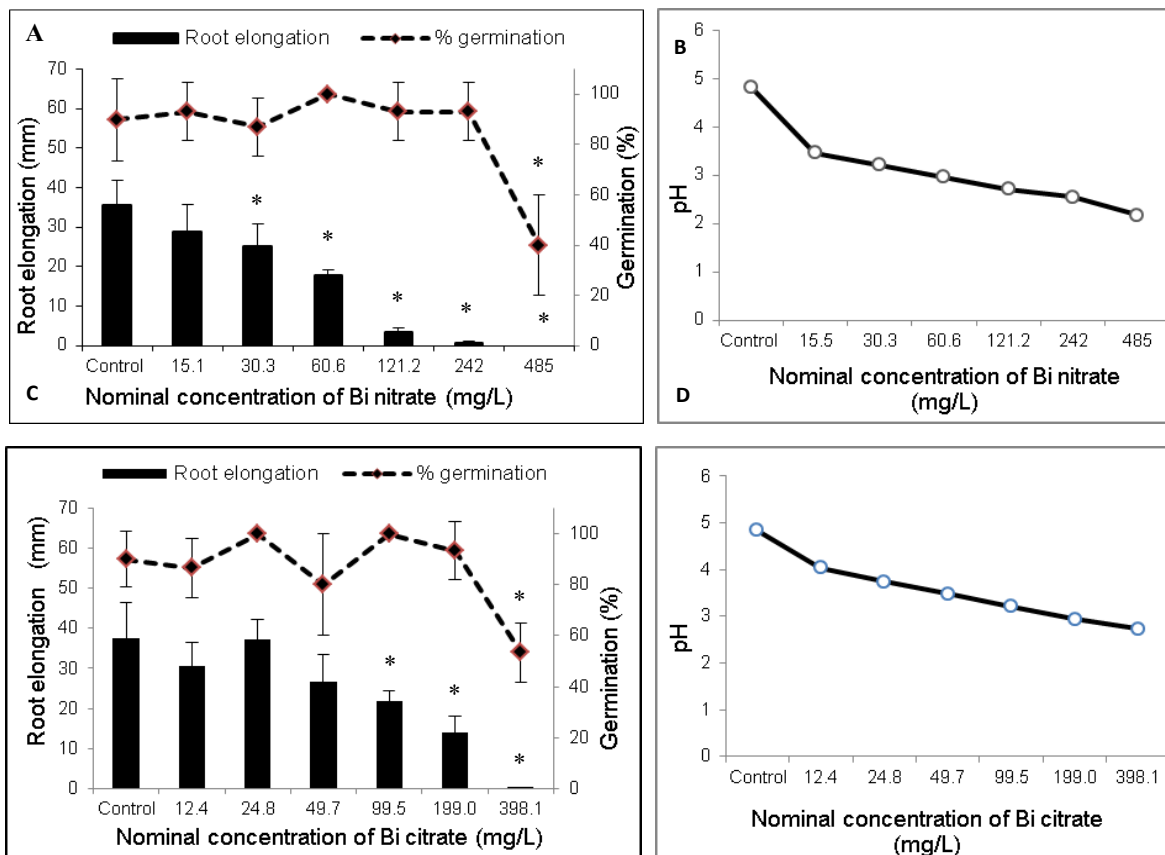 A
Root elongation
% germination
Root elongation (mm)
70
60
50
40
30
20
10
0
Germination (%)
100
80
60
40
20
0
*
*
*
*
*
*
Control 15.1 30.3 60.6 121.2 242 485
C
Nominal concentration of Bi nitrate (mg/L)
B
pH
6
5
4
3
2
1
0
Control 15.5 30.3 60.6 121.2 242 485
Nominal concentration of Bi nitrate
D
(mg/L)
Root elongation
% germination
Root elongation (mm)
70
60
50
40
30
20
10
0
Germination (%)
100
80
60
40
20
0
*
*
*
*
Control 12.4 24.8 49.7 99.5 199.0 398.1
Nominal concentration of Bi citrate (mg/L)
pH
6
5
4
3
2
1
0
Control 12.4 24.8 49.7 99.5 199.0 398.1
Nominal concentration of Bi citrate
(mg/L)